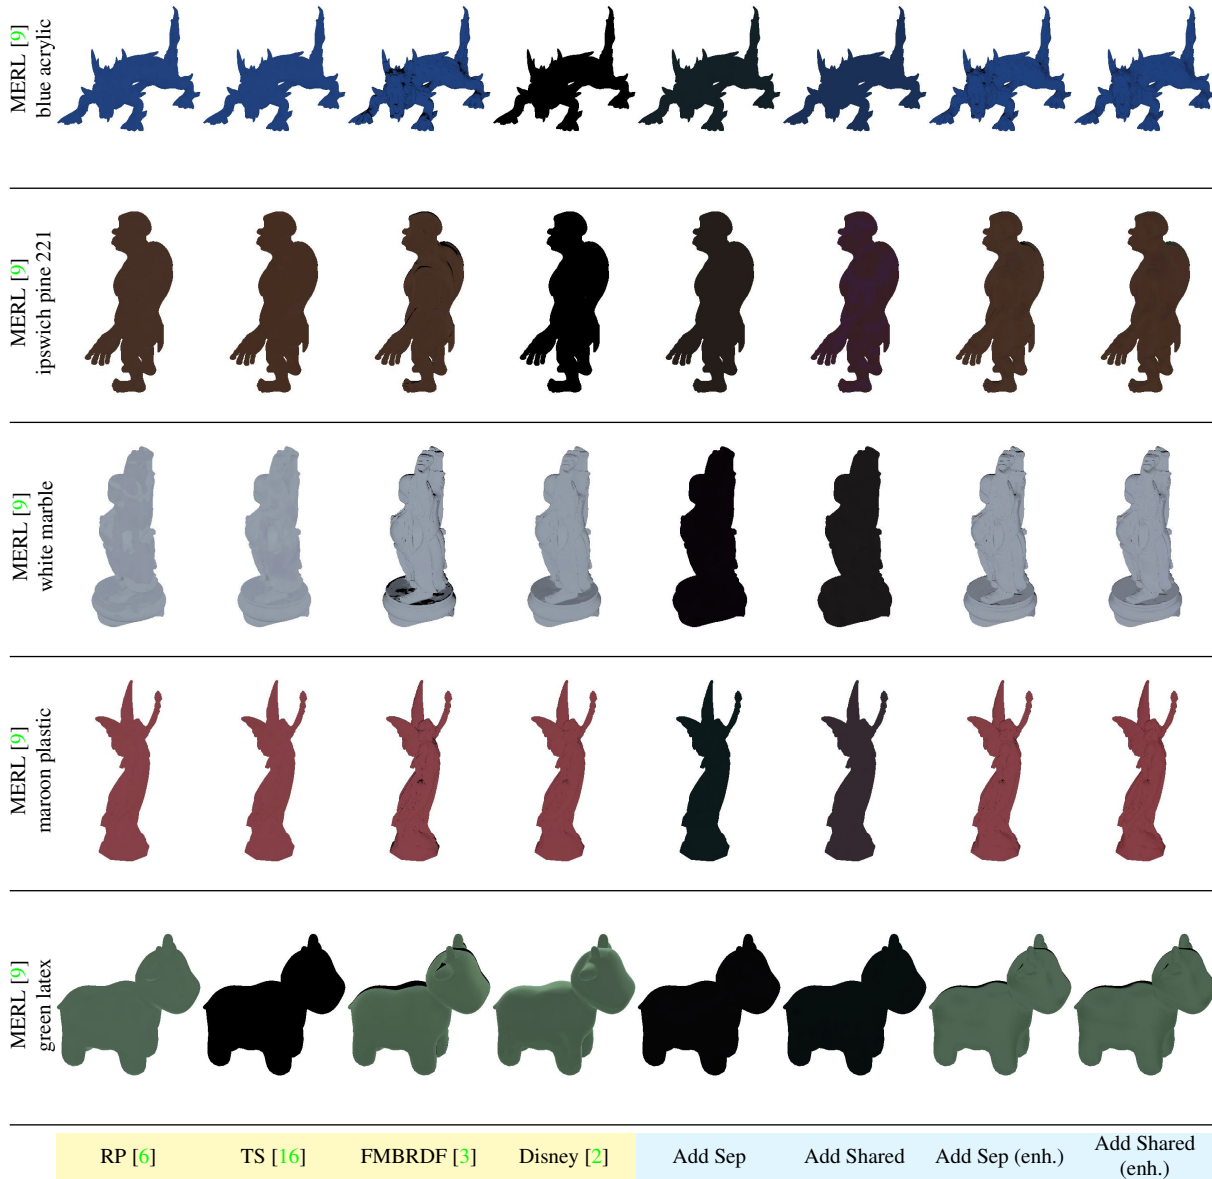 MERL [9]
blue acrylic
MERL [9]
ipswich pine 221
MERL [9]
white marble
MERL [9]
maroon plastic
MERL [9]
green latex
RP [6]
TS [16]
FMBRDF [3]
Disney [2]
Add Sep
Add Shared
Add Sep (enh.)
Add Shared
(enh.)